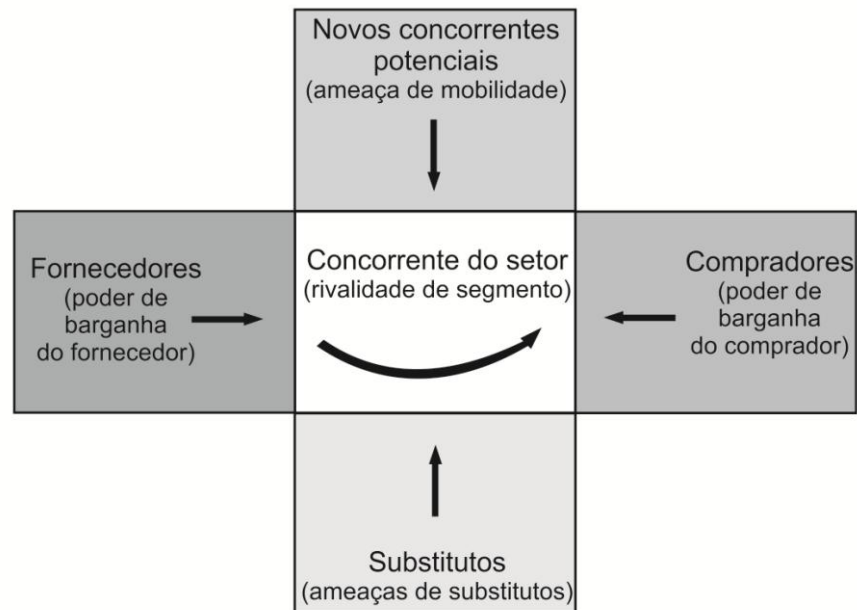 Novos concorrentes
potenciais
(ameaça de mobilidade)
Fornecedores
(poder de
barganha
do fornecedor)
Concorrente do setor
(rivalidade de segmento)
Compradores
(poder de
barganha
do comprador)
Substitutos
(ameaças de substitutos)